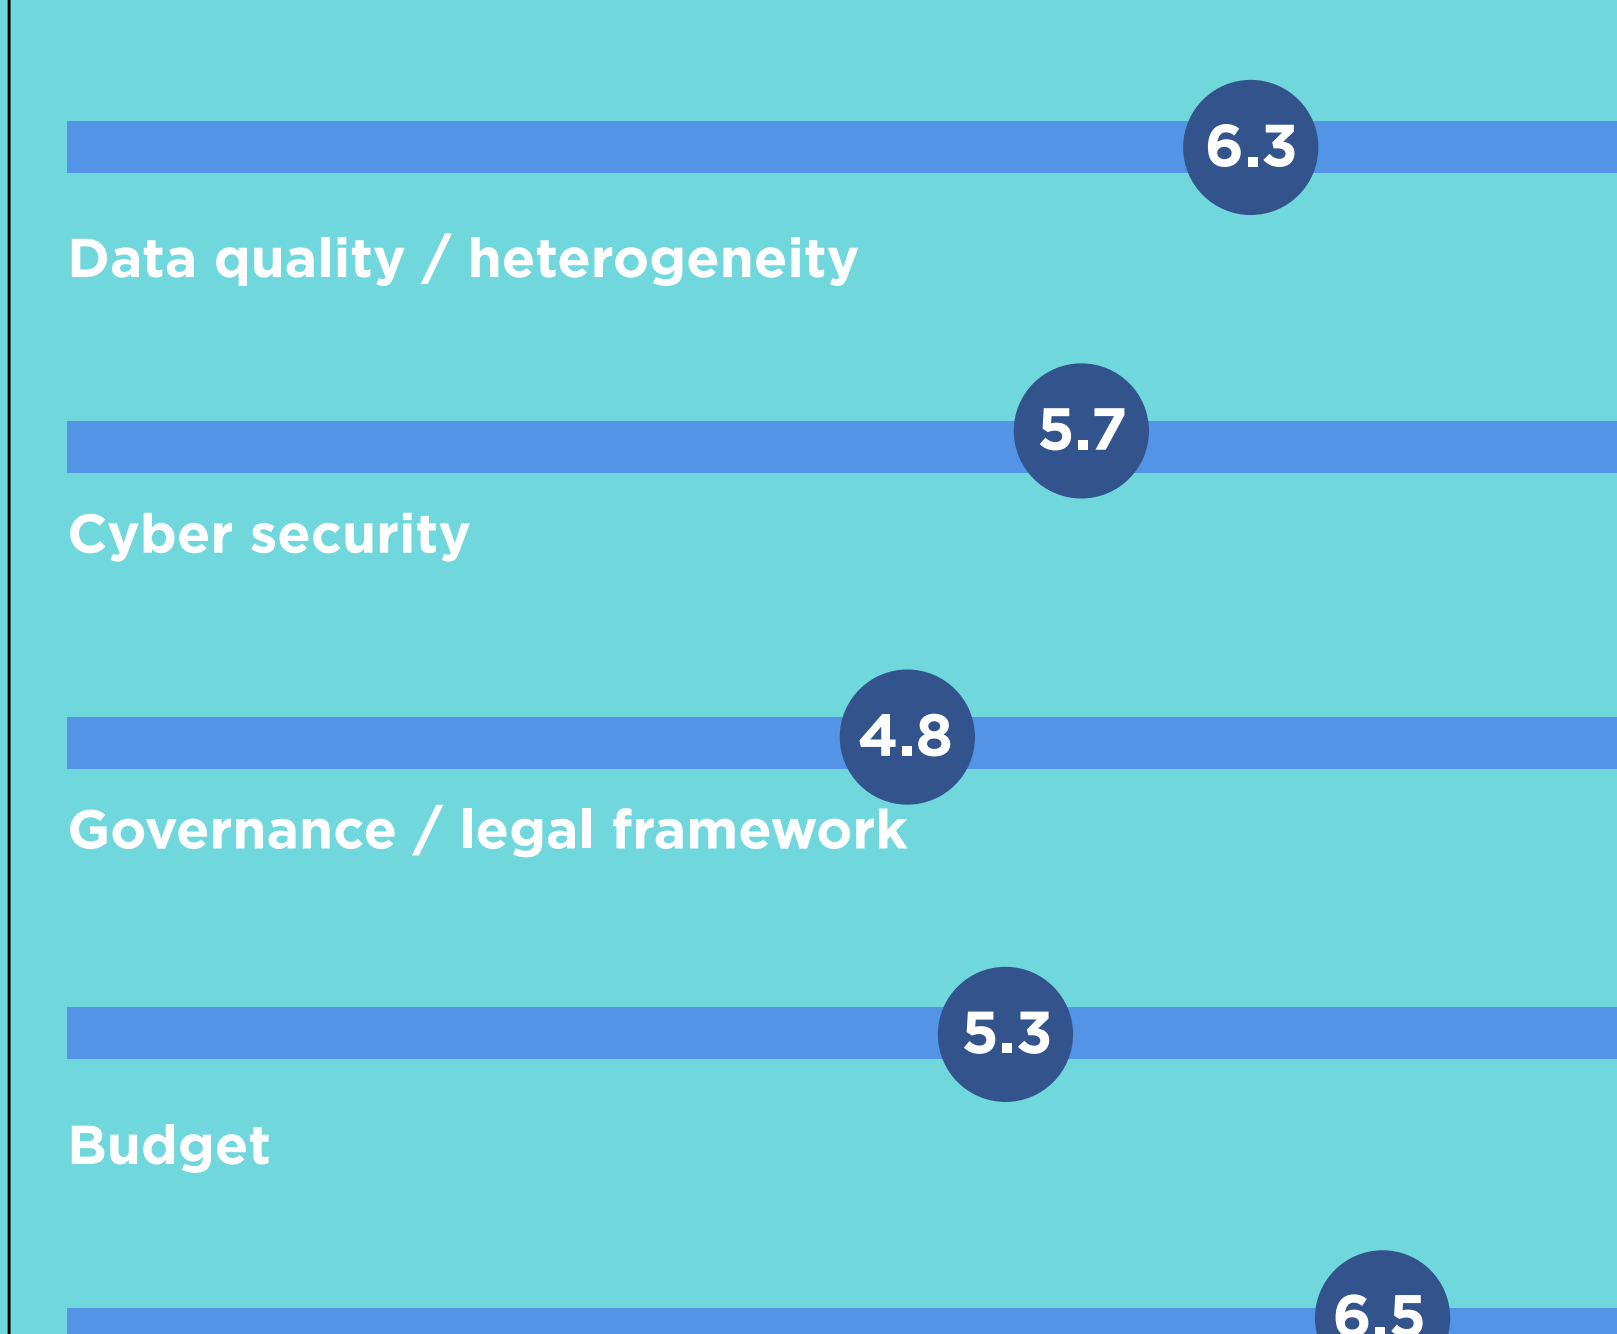 6.3
Data quality / heterogeneity
5.7
Cyber security
4.8
Governance / legal framework
5.3
Budget
6.5